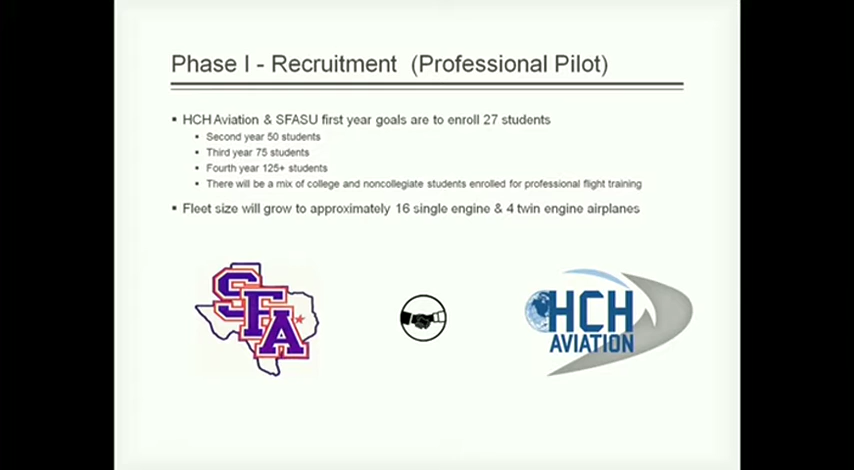 Phase I - Recruitment (Professional Pilot)
▪ HCH Aviation & SFASU first year goals are to enroll 27 students
▪ Second year 50 students
▪ Third year 75 students
▪ Fourth year 125+ students
▪ There will be a mix of college and noncollegiate students enrolled for professional flight training
▪ Fleet size will grow to approximately 16 single engine & 4 twin engine airplanes
SFA
HCH
AVIATION